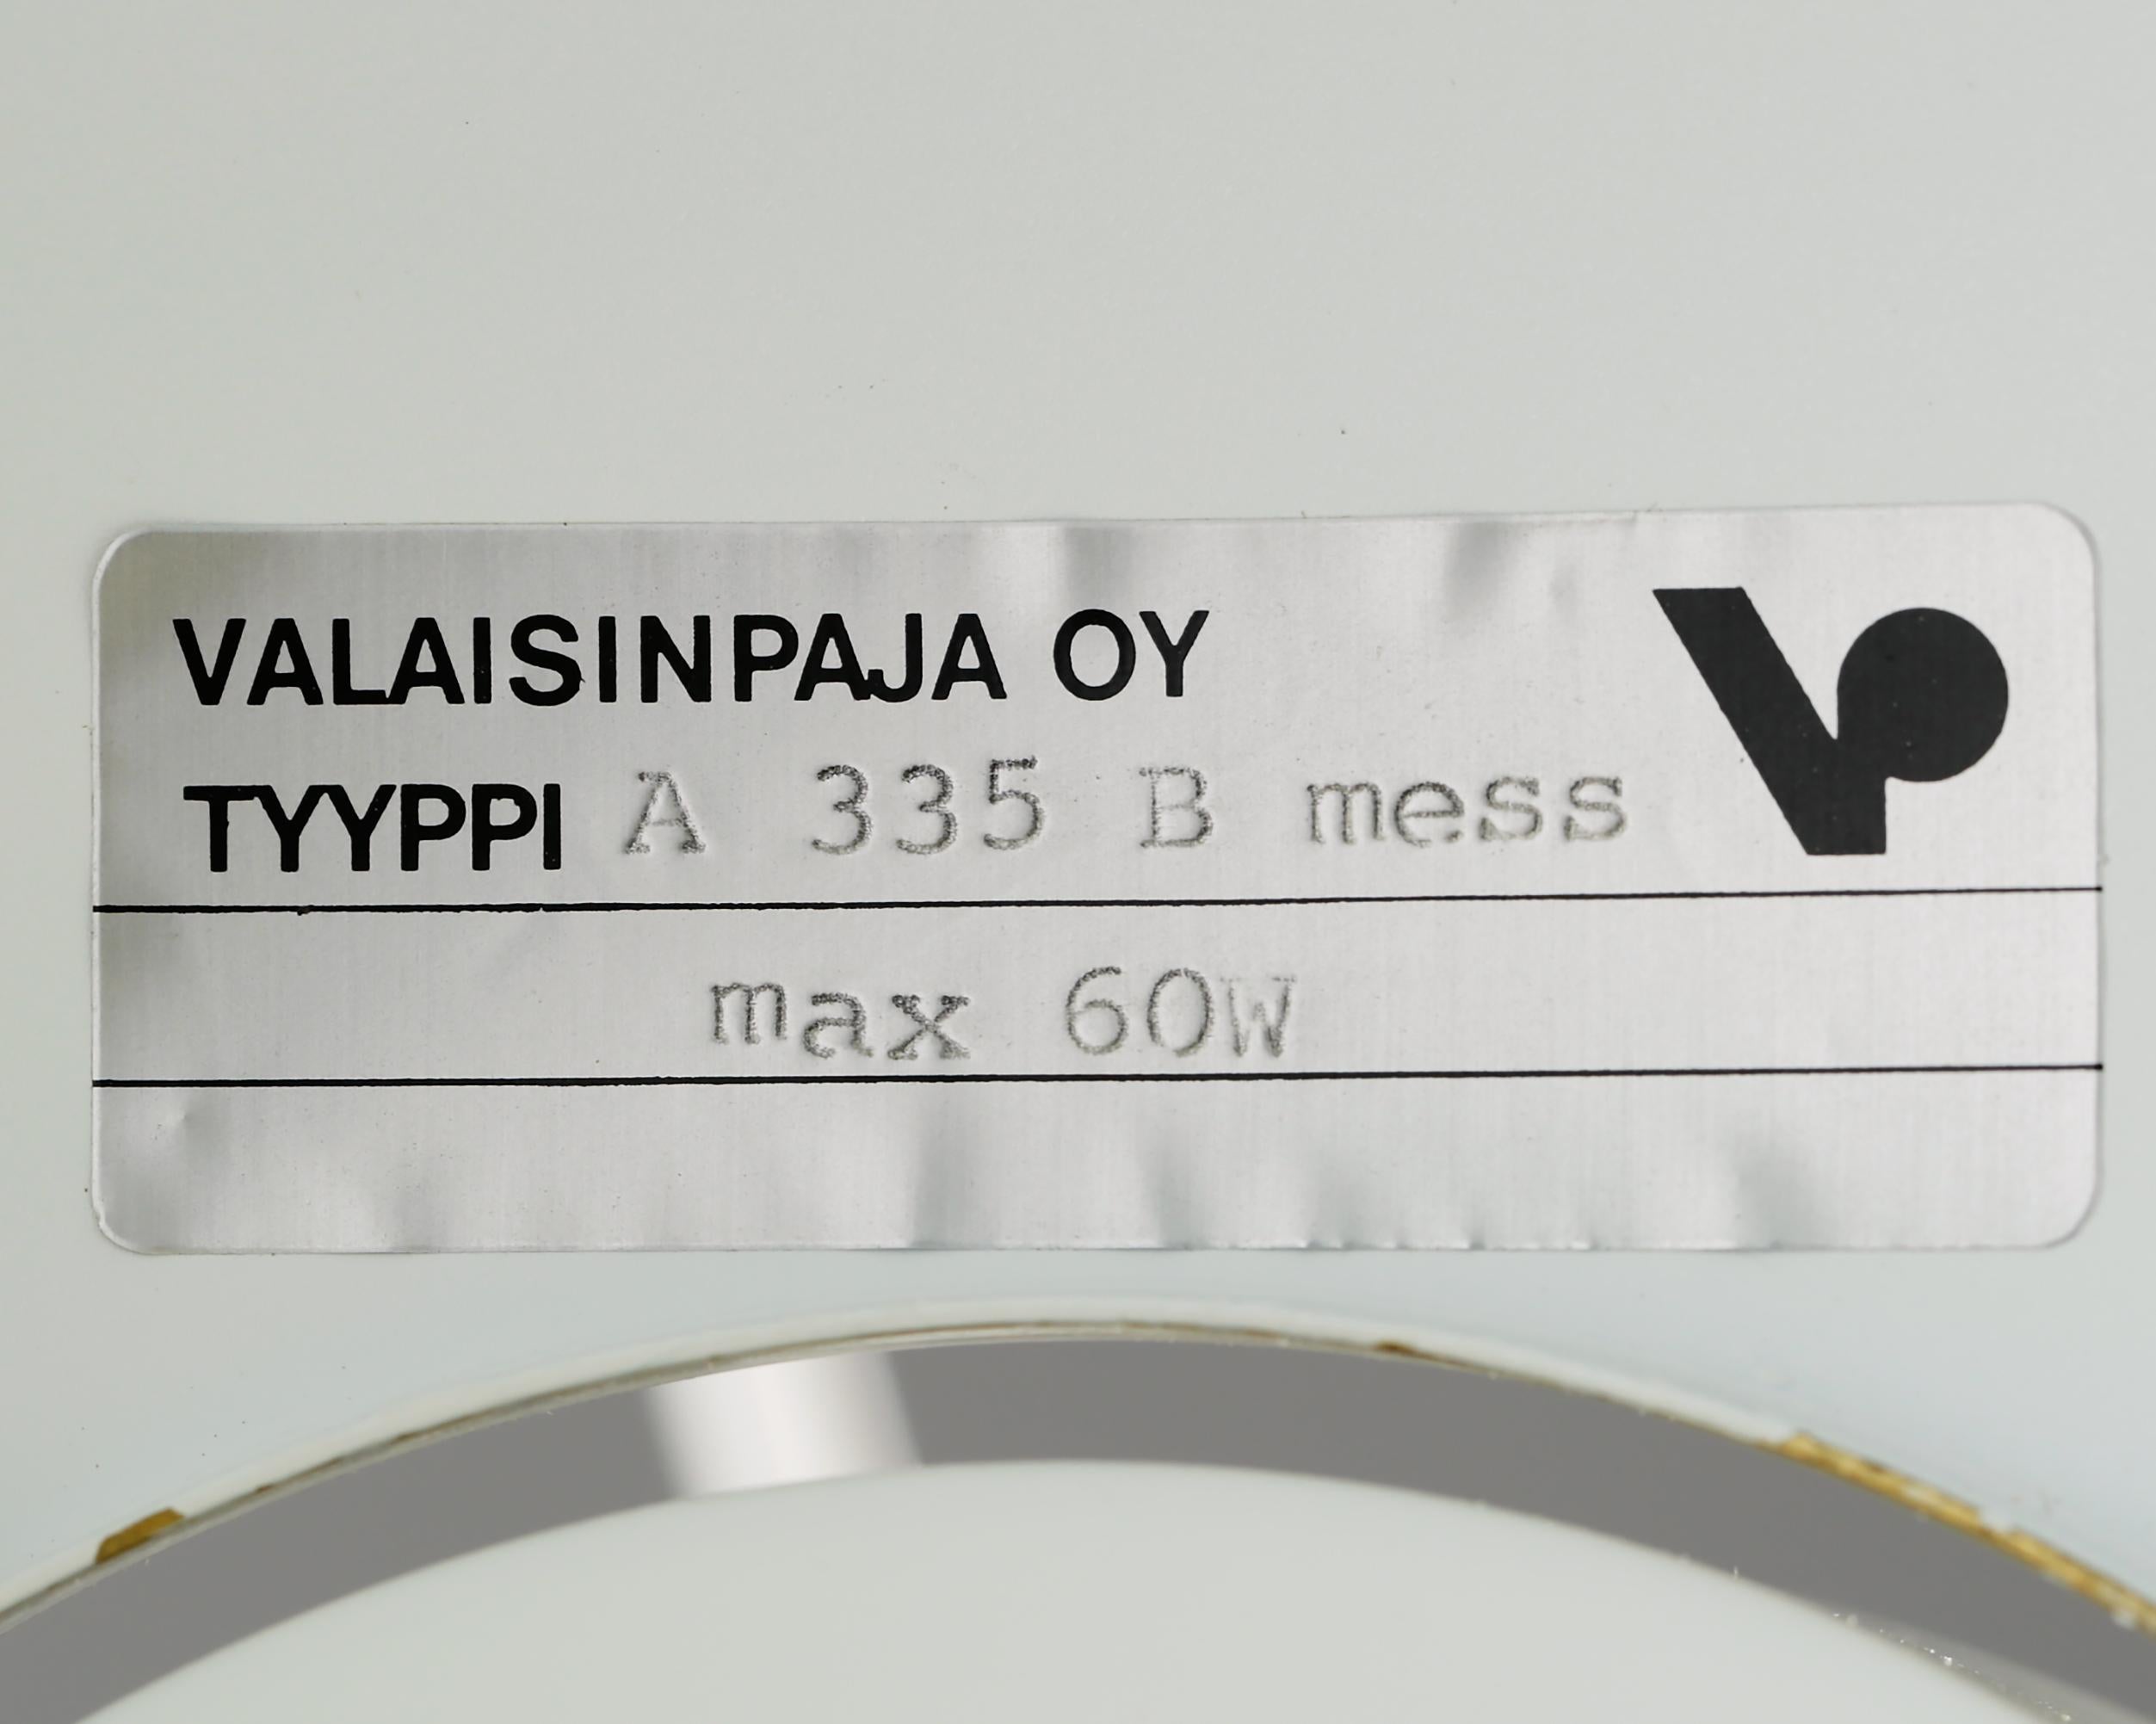 VALAISINPAJA OY
TYYPPI A 335 B mess
max 60W